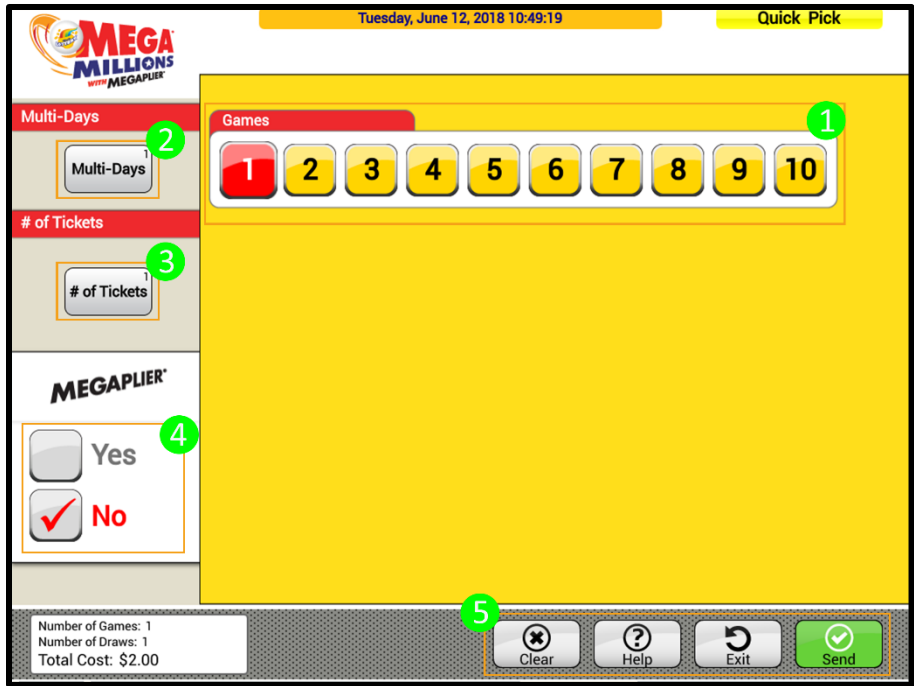 MEGA
MILLIONS
WITH MEGAPLIER®
Tuesday, June 12, 2018 10:49:19
Quick Pick
Multi-Days
2
1
Multi-Days
Games
1
1 2 3 4 5 6 7 8 9 10
# of Tickets
3
1
# of Tickets
MEGAPLIER®
4
Yes
No
Number of Games: 1
Number of Draws: 1
Total Cost: $2.00
5
Clear
Help
Exit
Send